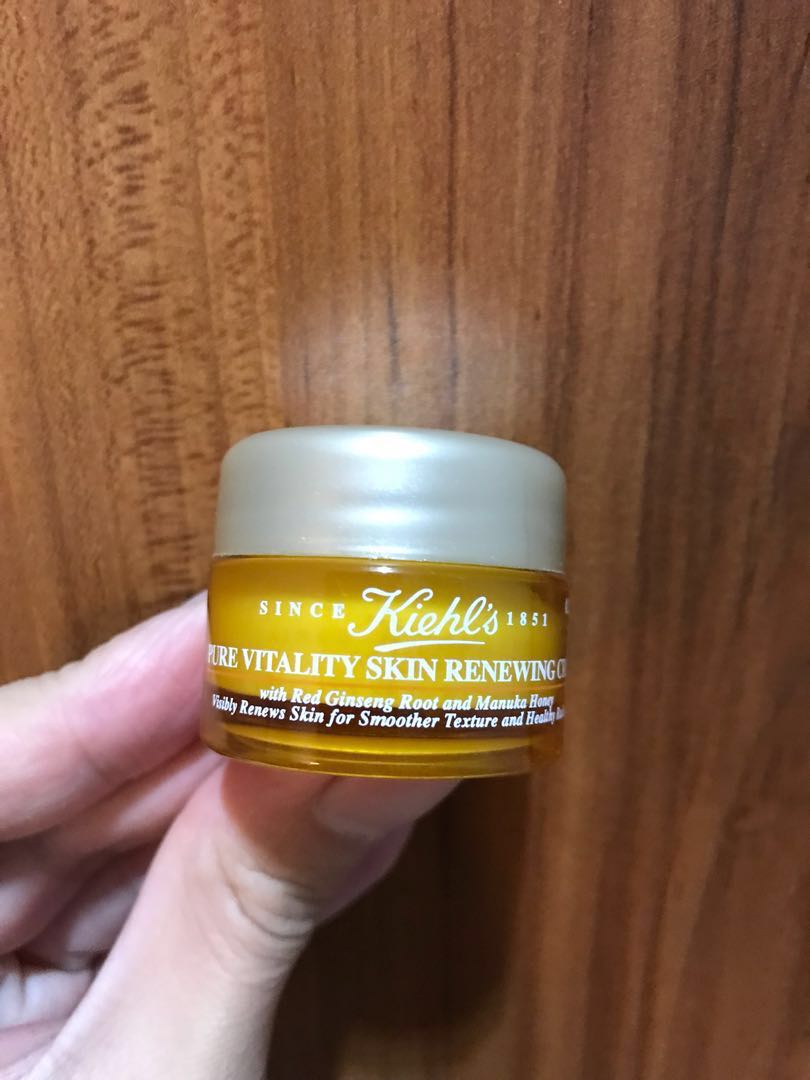 SINCE Kiehl's 1851
PURE VITALITY SKIN RENEWING
with Red Ginseng Root and Manuka Honey
Visibly Renews Skin for Smoother Texture and Healthy